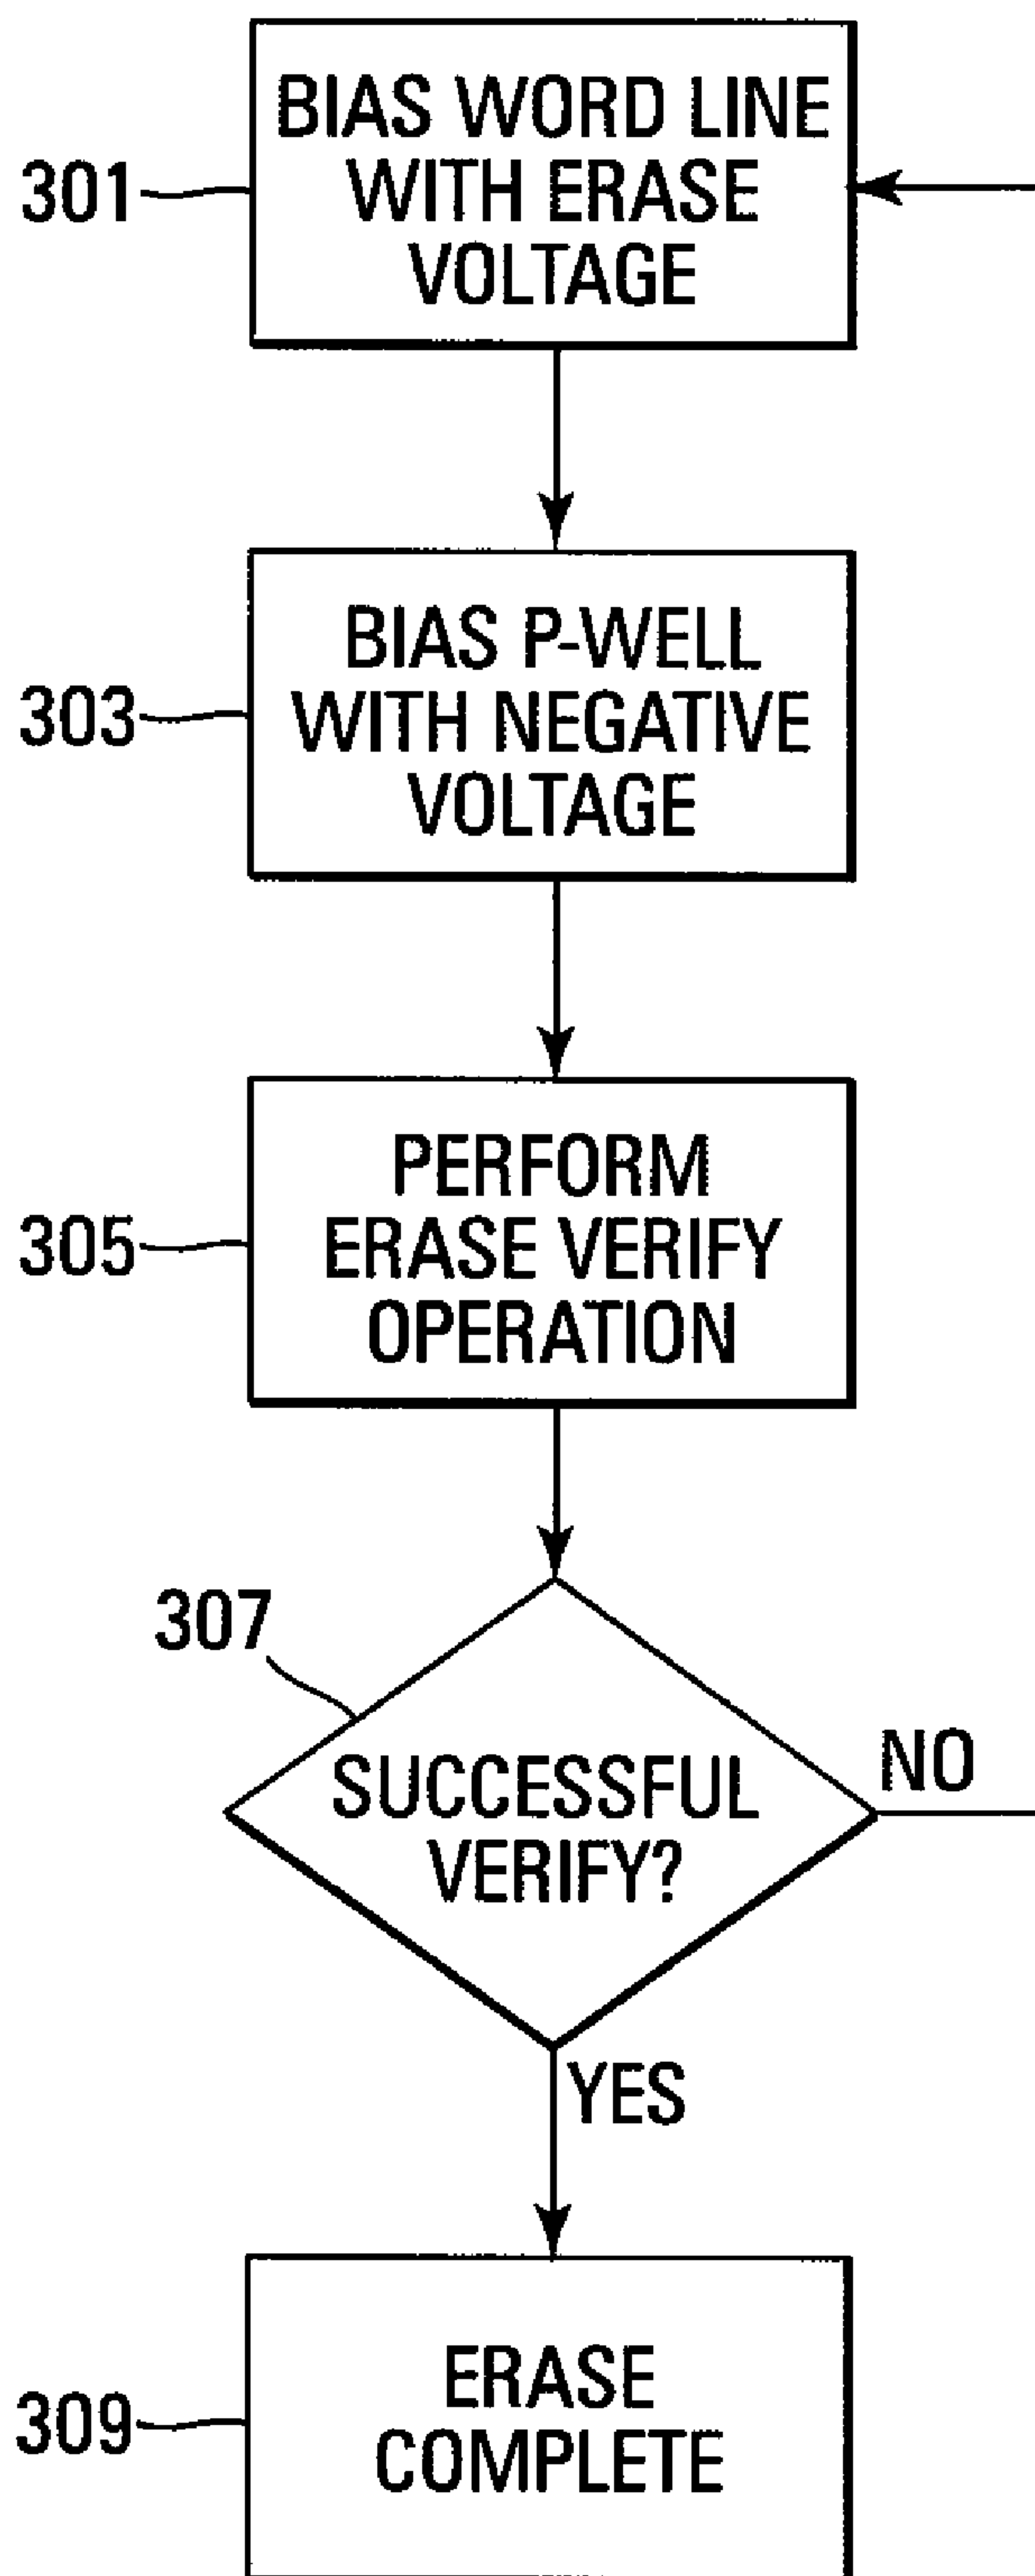 BIAS WORD LINE
WITH ERASE
VOLTAGE
301
BIAS P-WELL
WITH NEGATIVE
VOLTAGE
303
PERFORM
ERASE VERIFY
OPERATION
305
307
SUCCESSFUL
VERIFY?
NO
YES
ERASE
COMPLETE
309